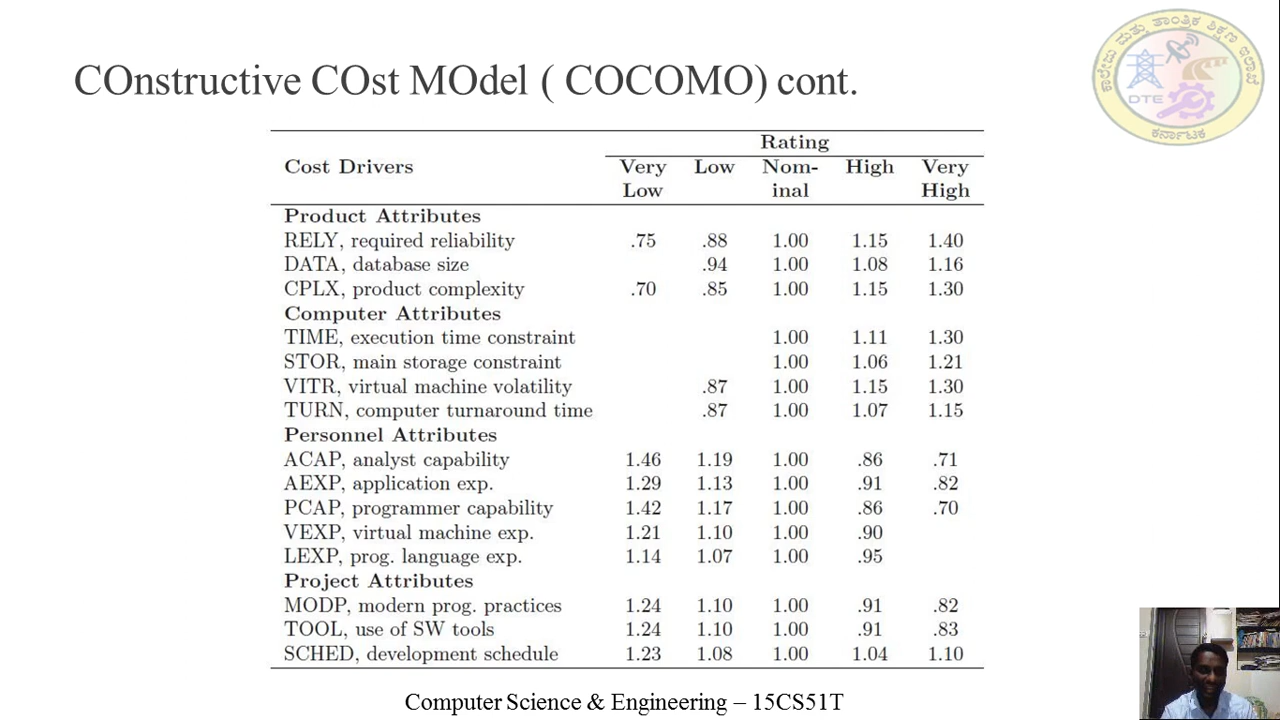 COnstructive COst MOdel ( COCOMO) cont.
ಕಾಲೇಜು ಮತ್ತು ತಾಂತ್ರಿಕ ಶಿಕ್ಷಣ ಇಲಾಖೆ
DTE
ಕರ್ನಾಟಕ
Rating
Cost Drivers Very Low Nom- High Very
Low inal High
Product Attributes
RELY, required reliability .75 .88 1.00 1.15 1.40
DATA, database size .94 1.00 1.08 1.16
CPLX, product complexity .70 .85 1.00 1.15 1.30
Computer Attributes
TIME, execution time constraint 1.00 1.11 1.30
STOR, main storage constraint 1.00 1.06 1.21
VITR, virtual machine volatility .87 1.00 1.15 1.30
TURN, computer turnaround time .87 1.00 1.07 1.15
Personnel Attributes
ACAP, analyst capability 1.46 1.19 1.00 .86 .71
AEXP, application exp. 1.29 1.13 1.00 .91 .82
PCAP, programmer capability 1.42 1.17 1.00 .86 .70
VEXP, virtual machine exp. 1.21 1.10 1.00 .90
LEXP, prog. language exp. 1.14 1.07 1.00 .95
Project Attributes
MODP, modern prog. practices 1.24 1.10 1.00 .91 .82
TOOL, use of SW tools 1.24 1.10 1.00 .91 .83
SCHED, development schedule 1.23 1.08 1.00 1.04 1.10
Computer Science & Engineering – 15CS51T